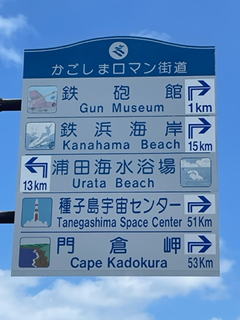 かごしまロマン街道
鉄砲館
Gun Museum
1km
鉄浜海岸
Kanahama Beach
15km
浦田海水浴場
Urata Beach
13km
種子島宇宙センター
Tanegashima Space Center
51Km
門倉岬
Cape Kadokura
53Km